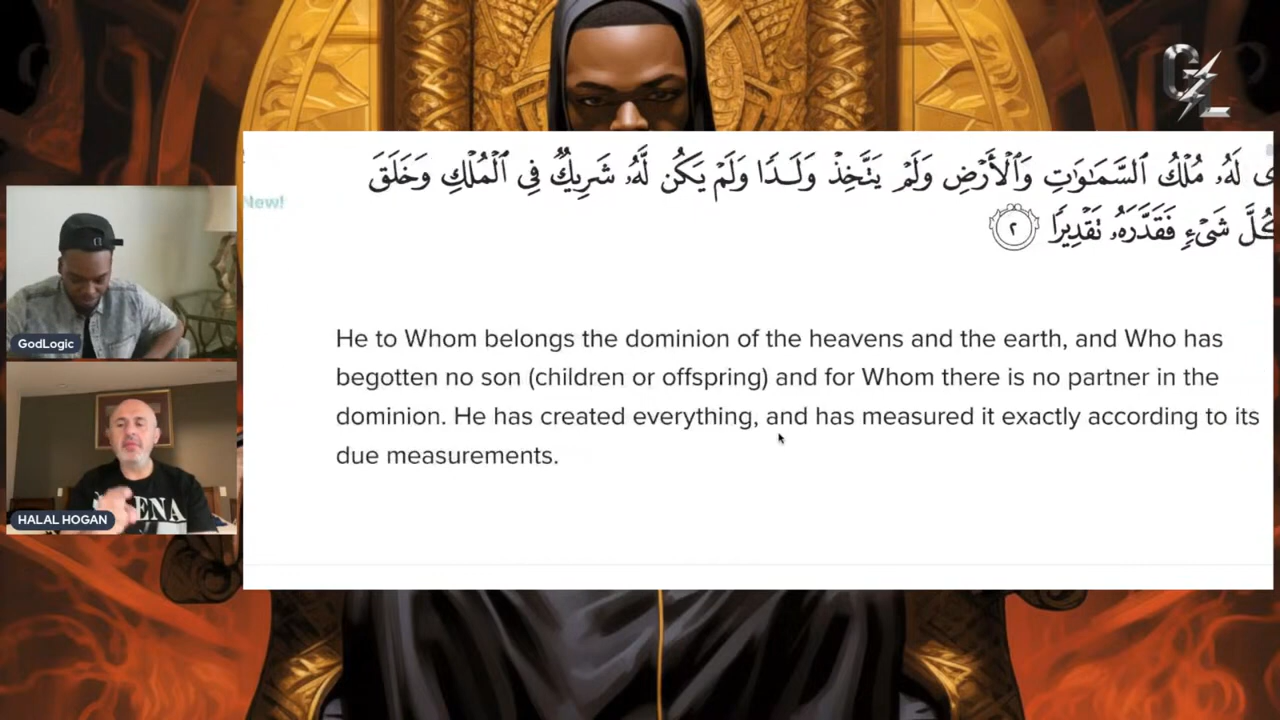 لَهُۥ مُلْكُ ٱلسَّمَـٰوَٰتِ وَٱلْأَرْضِ وَلَمْ يَتَّخِذْ وَلَـدًا وَلَمْ يَكُن لَّهُۥ شَرِيكٌ فِى ٱلْمُلْكِ وَخَلَقَ
كُلَّ شَىْءٍ فَقَدَّرَهُۥ تَقْدِيرًا ٢
New!
He to Whom belongs the dominion of the heavens and the earth, and Who has
begotten no son (children or offspring) and for Whom there is no partner in the
dominion. He has created everything, and has measured it exactly according to its
due measurements.
GodLogic
ENA
HALAL HOGAN